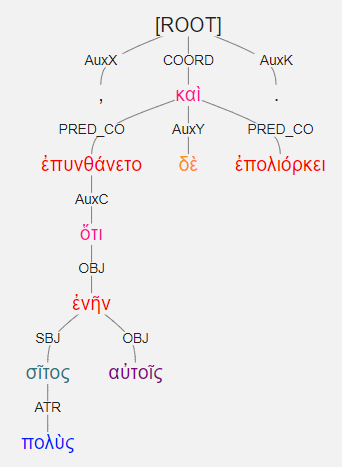 [ROOT]
AuxX COORD AuxK
, καὶ .
PRED_CO AuxY PRED_CO
ἐπυνθάνετο δὲ ἐπολιόρκει
AuxC
ὅτι
OBJ
ἐνῆν
SBJ OBJ
σῖτος αὐτοῖς
ATR
πολὺς